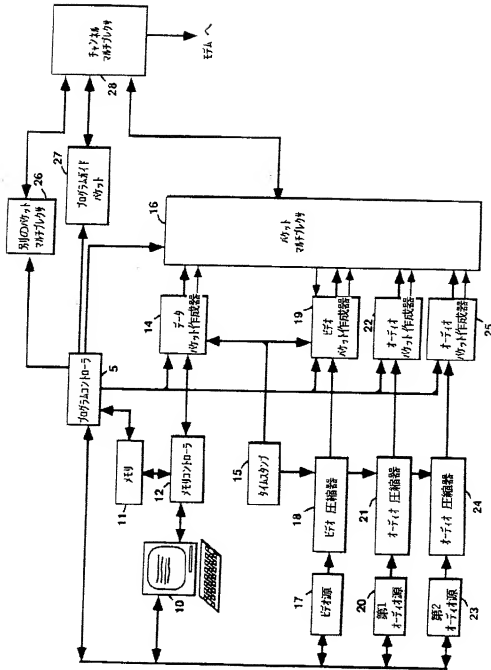 チャンネル
マルチプレクサ
28
モデム へ
別のパケット
マルチプレクサ
26
プログラムガイド
パケット
27
パケット
マルチプレクサ
16
プログラムコントローラ
5
データ
パケット作成器
14
ビデオ
パケット作成器
19
オーディオ
パケット作成器
22
オーディオ
パケット作成器
25
メモリ
11
メモリコントローラ
12
タイムスタンプ
15
ビデオ 圧縮器
18
オーディオ 圧縮器
21
オーディオ 圧縮器
24
10
ビデオ源
17
第1
オーディオ源
20
第2
オーディオ源
23